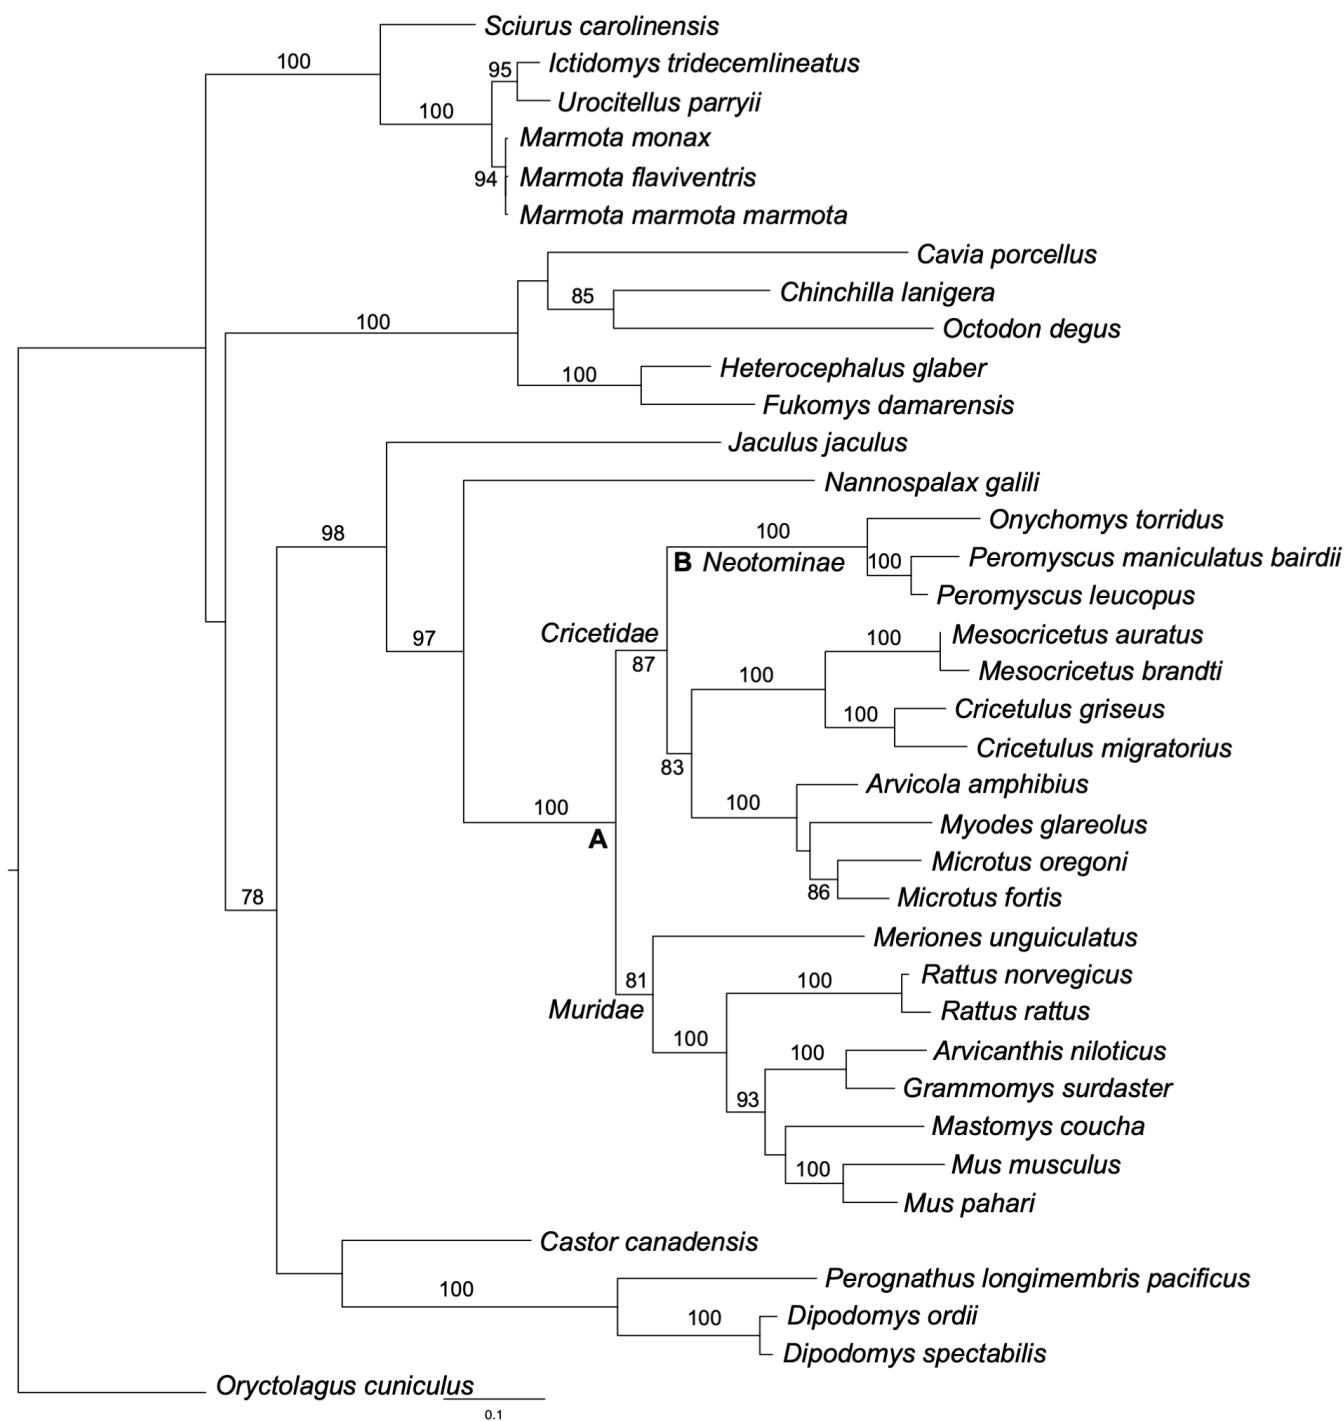 Sciurus carolinensis
100
95
Ictidomys tridecemlineatus
100
Urocitellus parryii
Marmota monax
94
Marmota flaviventris
Marmota marmota marmota
Cavia porcellus
85
Chinchilla lanigera
100
Octodon degus
100
Heterocephalus glaber
Fukomys damarensis
Jaculus jaculus
Nannospalax galili
98
100
Onychomys torridus
B Neotominae
100
Peromyscus maniculatus bairdii
Peromyscus leucopus
97
Cricetidae
87
100
Mesocricetus auratus
100
Mesocricetus brandti
100
Cricetulus griseus
Cricetulus migratorius
83
100
Arvicola amphibius
100
A
Myodes glareolus
Microtus oregoni
86
Microtus fortis
78
Meriones unguiculatus
81
Muridae
100
Rattus norvegicus
Rattus rattus
100
100
Arvicanthis niloticus
93
Grammomys surdaster
Mastomys coucha
100
Mus musculus
Mus pahari
Castor canadensis
100
Perognathus longimembris pacificus
100
Dipodomys ordii
Dipodomys spectabilis
Oryctolagus cuniculus
0.1